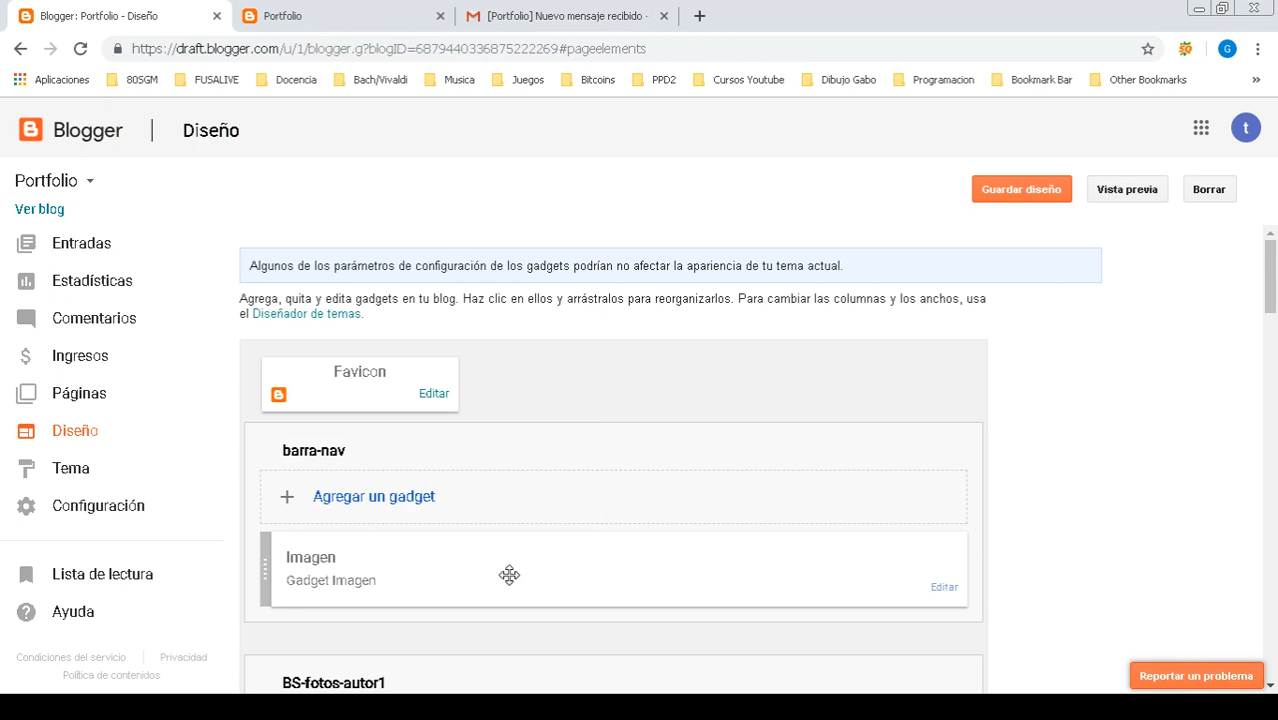 Blogger: Portfolio - Diseño
Portfolio
[Portfolio] Nuevo mensaje recibido -
https://draft.blogger.com/u/1/blogger.g?blogID=6879440336875222269#pageelements
G
Aplicaciones
80SGM
FUSALIVE
Docencia
Bach/Vivaldi
Musica
Juegos
Bitcoins
PPD2
Cursos Youtube
Dibujo Gabo
Programacion
Bookmark Bar
Other Bookmarks
Blogger
Diseño
t
Portfolio
Guardar diseño
Vista previa
Borrar
Ver blog
Entradas
Estadísticas
Comentarios
Ingresos
Páginas
Diseño
Tema
Configuración
Lista de lectura
Ayuda
Condiciones del servicio
Privacidad
Política de contenidos
Algunos de los parámetros de configuración de los gadgets podrían no afectar la apariencia de tu tema actual.
Agrega, quita y edita gadgets en tu blog. Haz clic en ellos y arrástralos para reorganizarlos. Para cambiar las columnas y los anchos, usa
el Diseñador de temas.
Favicon
Editar
barra-nav
Agregar un gadget
Imagen
Gadget Imagen
Editar
BS-fotos-autor1
Reportar un problema